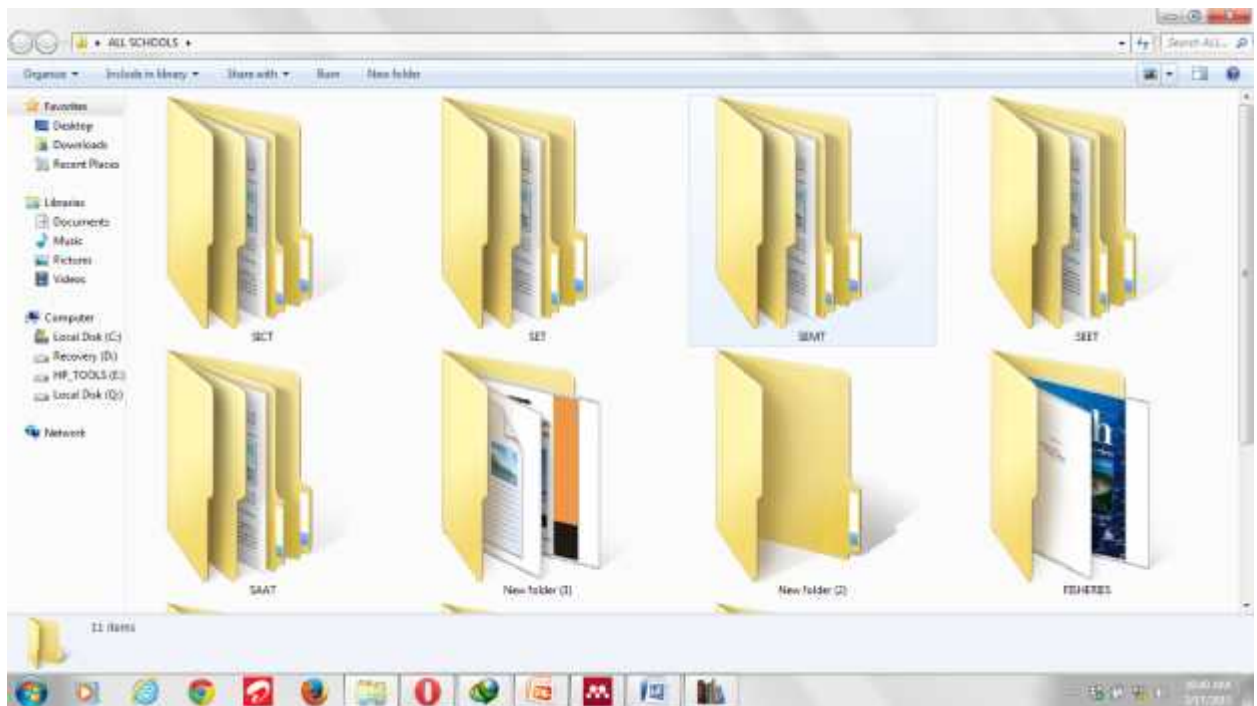 ALL SCHOOLS
Search ALL...
Organize
Include in library
Share with
Burn
New folder
Favorites
Desktop
Downloads
Recent Places
Libraries
Documents
Music
Pictures
Videos
Computer
Local Disk (C:)
Recovery (D:)
HP_TOOLS (E:)
Local Disk (Q:)
Network
SICT
SET
SEMT
SEET
SAAT
New folder (3)
New folder (2)
FISHERIES
11 items